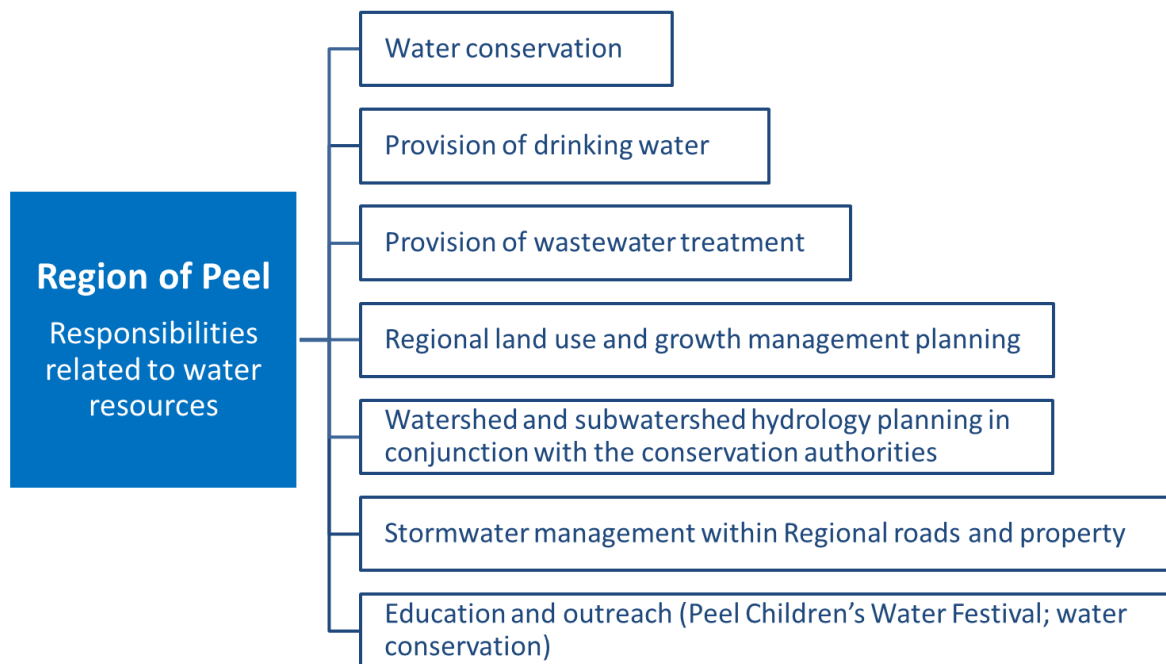 Region of Peel
Responsibilities
related to water
resources
Water conservation
Provision of drinking water
Provision of wastewater treatment
Regional land use and growth management planning
Watershed and subwatershed hydrology planning in
conjunction with the conservation authorities
Stormwater management within Regional roads and property
Education and outreach (Peel Children’s Water Festival; water
conservation)